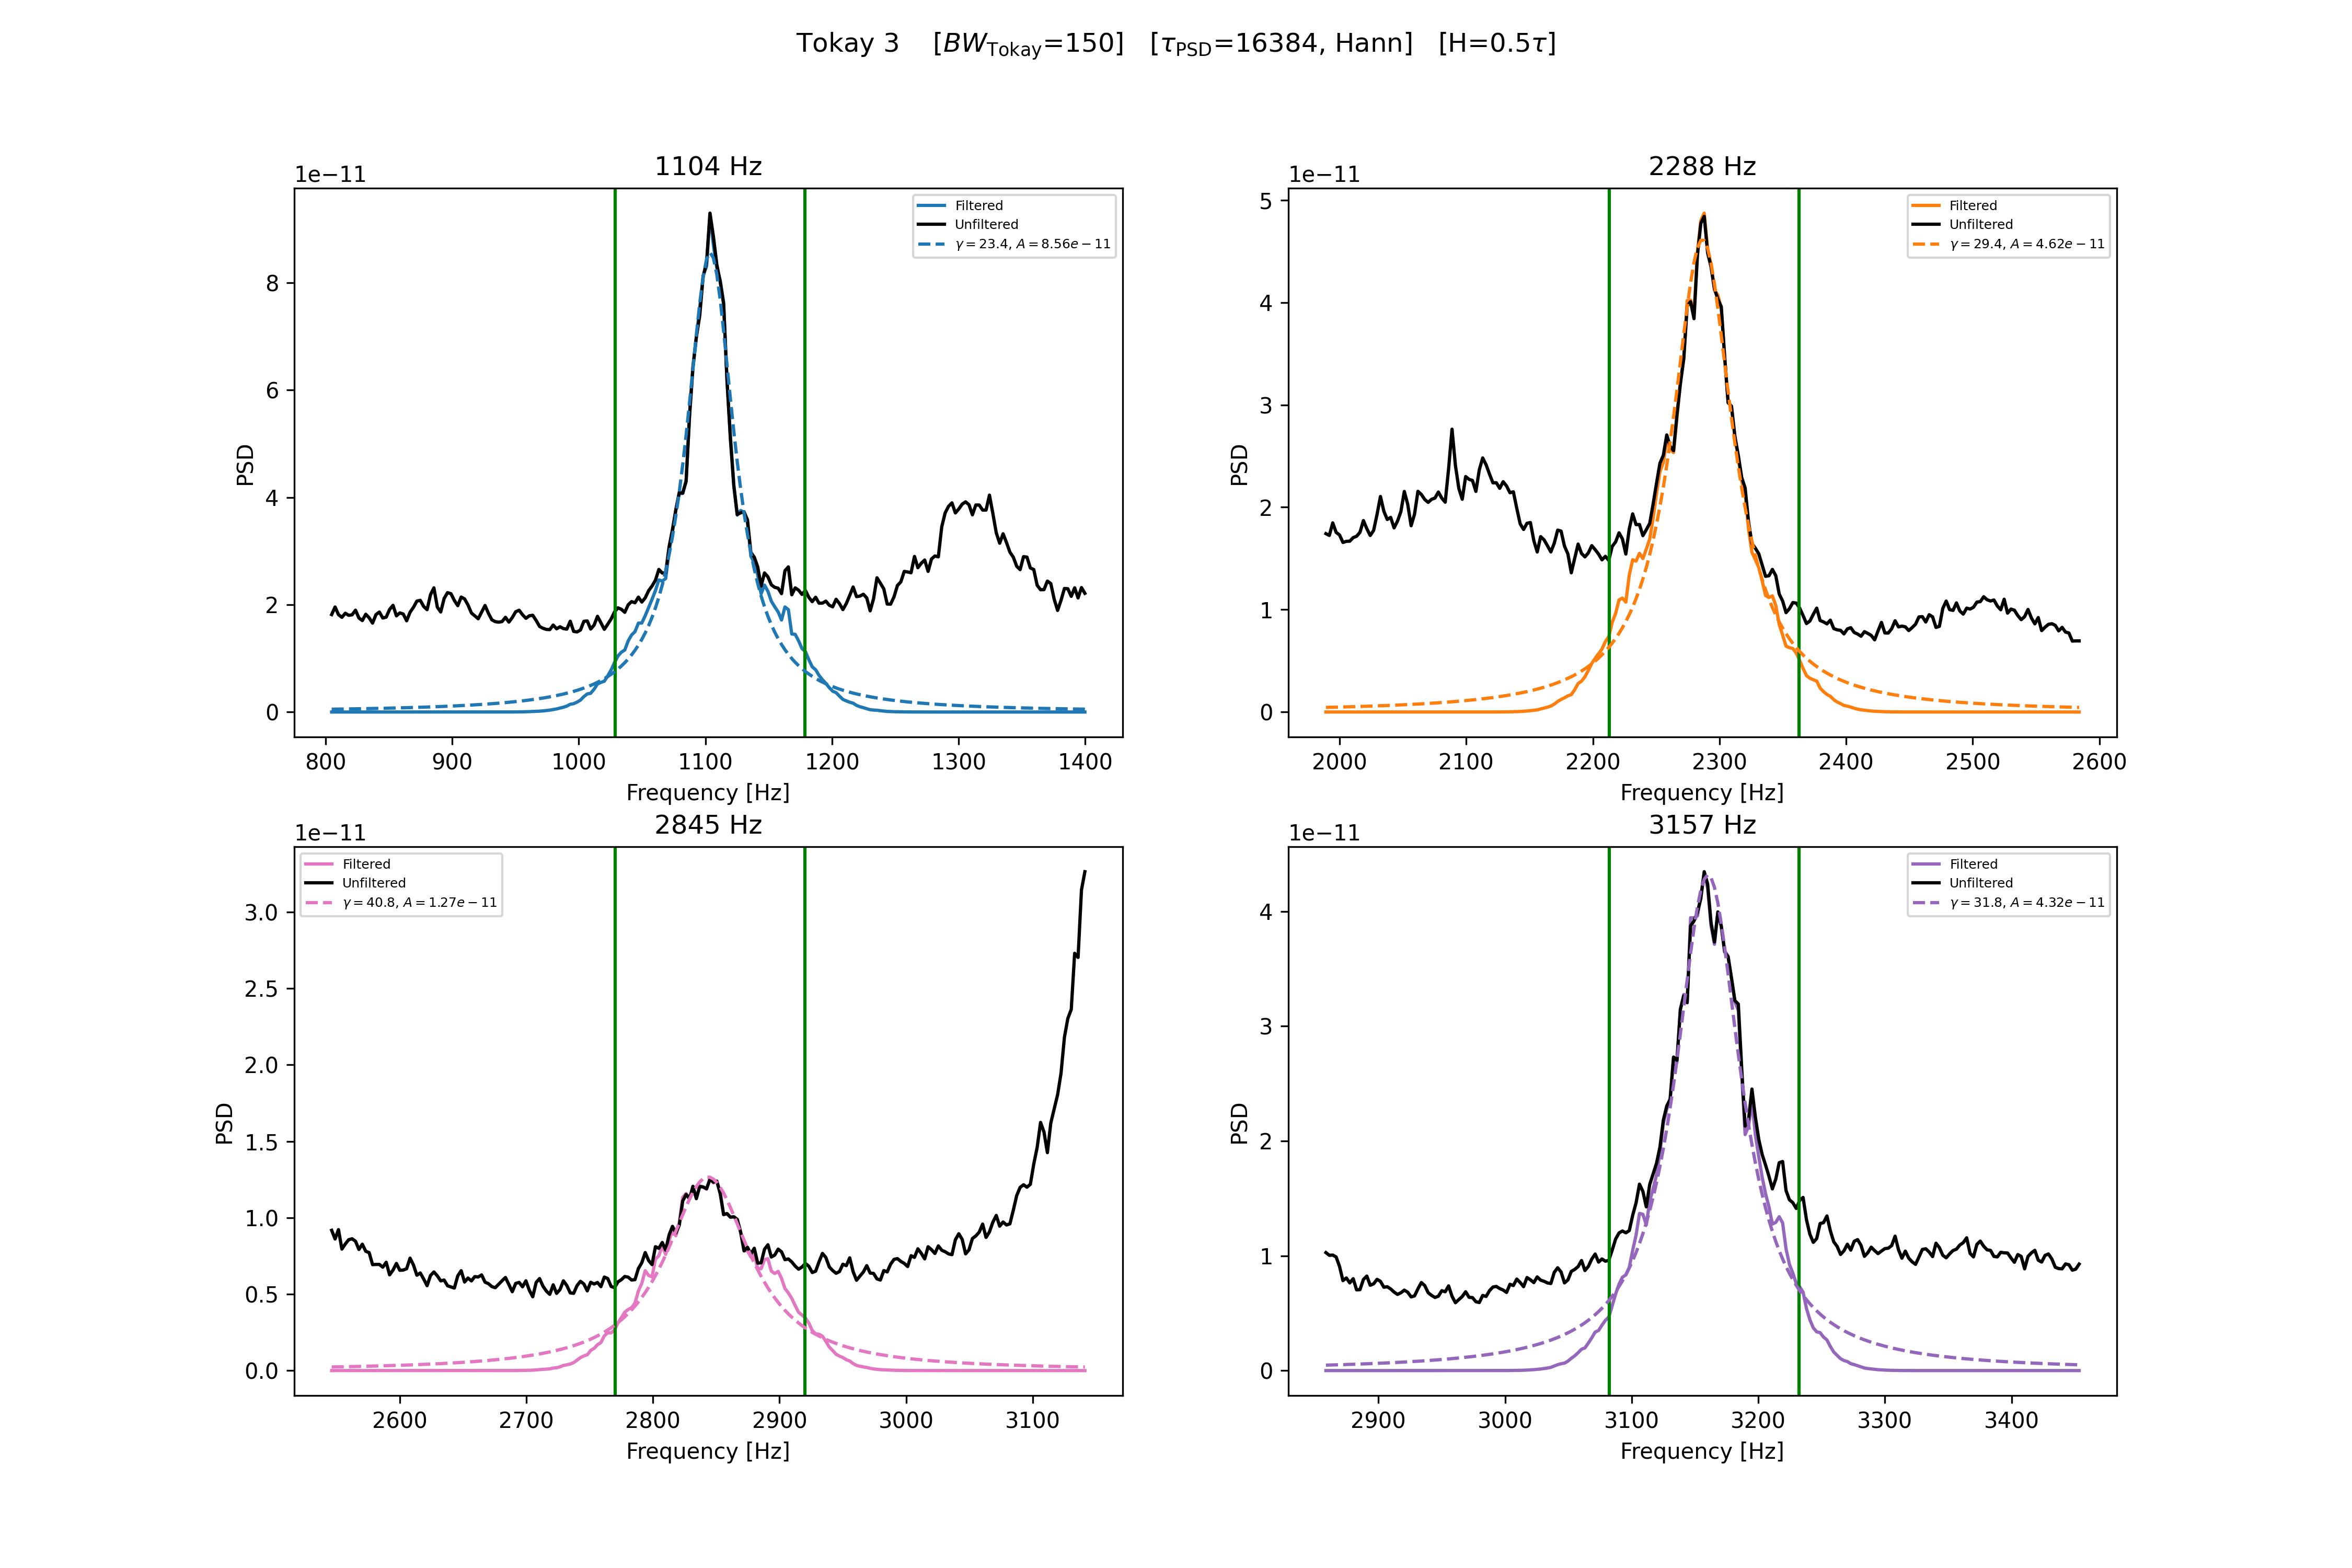 Tokay 3 [BW_Tokay=150] [τ_PSD=16384, Hann] [H=0.5τ]
1104 Hz
1e−11
Filtered
Unfiltered
γ = 23.4, A = 8.56e − 11
PSD
8
6
4
2
0
800 900 1000 1100 1200 1300 1400
Frequency [Hz]
2288 Hz
1e−11
Filtered
Unfiltered
γ = 29.4, A = 4.62e − 11
PSD
5
4
3
2
1
0
2000 2100 2200 2300 2400 2500 2600
Frequency [Hz]
2845 Hz
1e−11
Filtered
Unfiltered
γ = 40.8, A = 1.27e − 11
PSD
3.0
2.5
2.0
1.5
1.0
0.5
0.0
2600 2700 2800 2900 3000 3100
Frequency [Hz]
3157 Hz
1e−11
Filtered
Unfiltered
γ = 31.8, A = 4.32e − 11
PSD
4
3
2
1
0
2900 3000 3100 3200 3300 3400
Frequency [Hz]